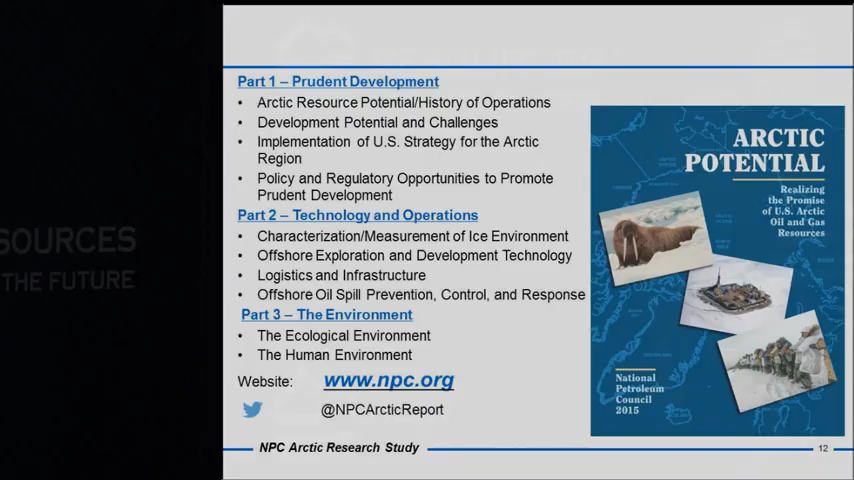 SOURCES
THE FUTURE
Part 1 – Prudent Development
• Arctic Resource Potential/History of Operations
• Development Potential and Challenges
• Implementation of U.S. Strategy for the Arctic
Region
• Policy and Regulatory Opportunities to Promote
Prudent Development
Part 2 – Technology and Operations
• Characterization/Measurement of Ice Environment
• Offshore Exploration and Development Technology
• Logistics and Infrastructure
• Offshore Oil Spill Prevention, Control, and Response
Part 3 – The Environment
• The Ecological Environment
• The Human Environment
Website: www.npc.org
@NPCArcticReport
ARCTIC
POTENTIAL
Realizing
the Promise
of U.S. Arctic
Oil and Gas
Resources
National
Petroleum
Council
2015
NPC Arctic Research Study
12